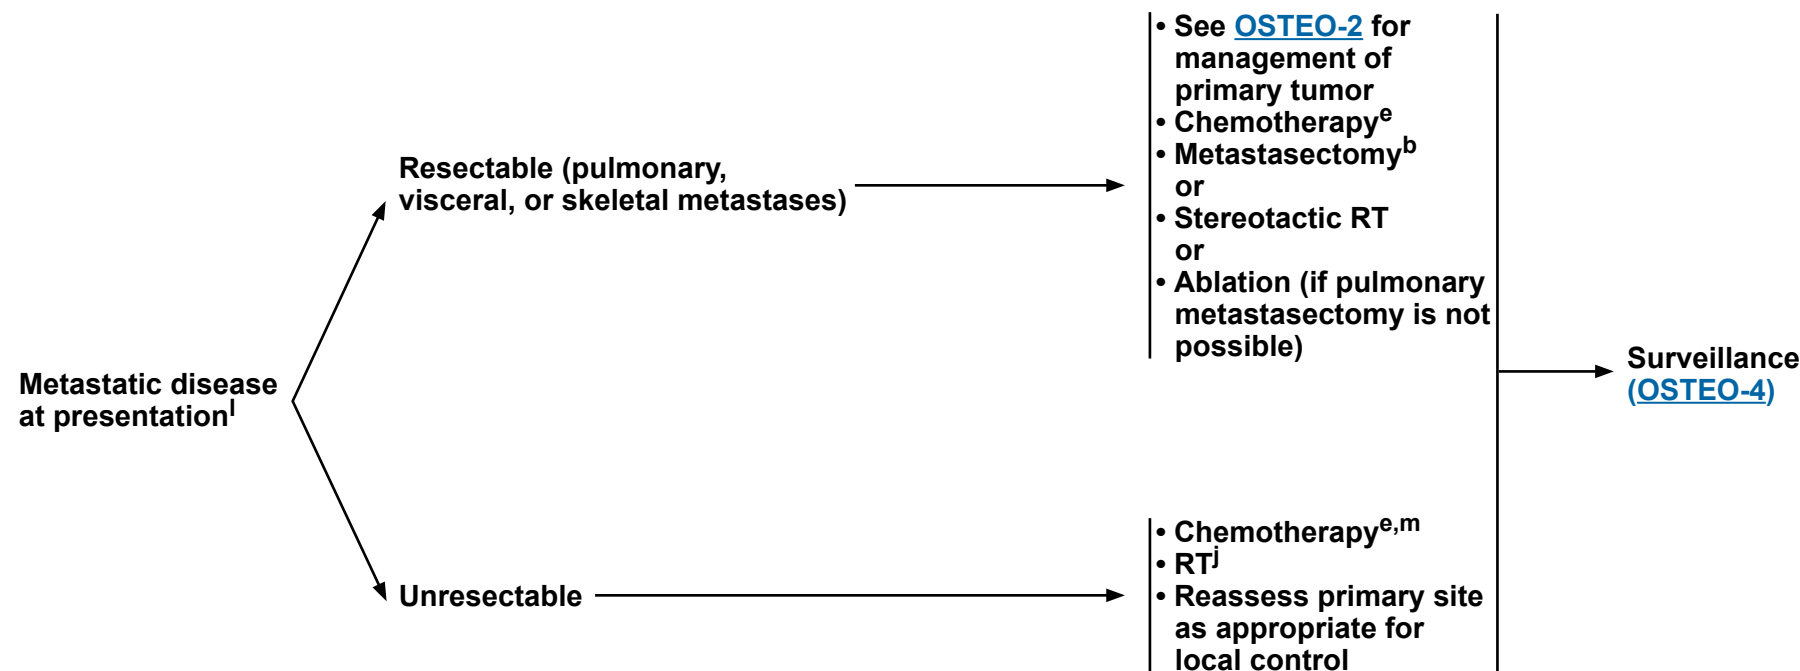 Metastatic disease
at presentationˡ
Resectable (pulmonary,
visceral, or skeletal metastases)
• See OSTEO-2 for
management of
primary tumor
• Chemotherapyᵉ
• Metastasectomyᵇ
or
• Stereotactic RT
or
• Ablation (if pulmonary
metastasectomy is not
possible)
Unresectable
• Chemotherapyᵉ,ᵐ
• RTʲ
• Reassess primary site
as appropriate for
local control
Surveillance
(OSTEO-4)